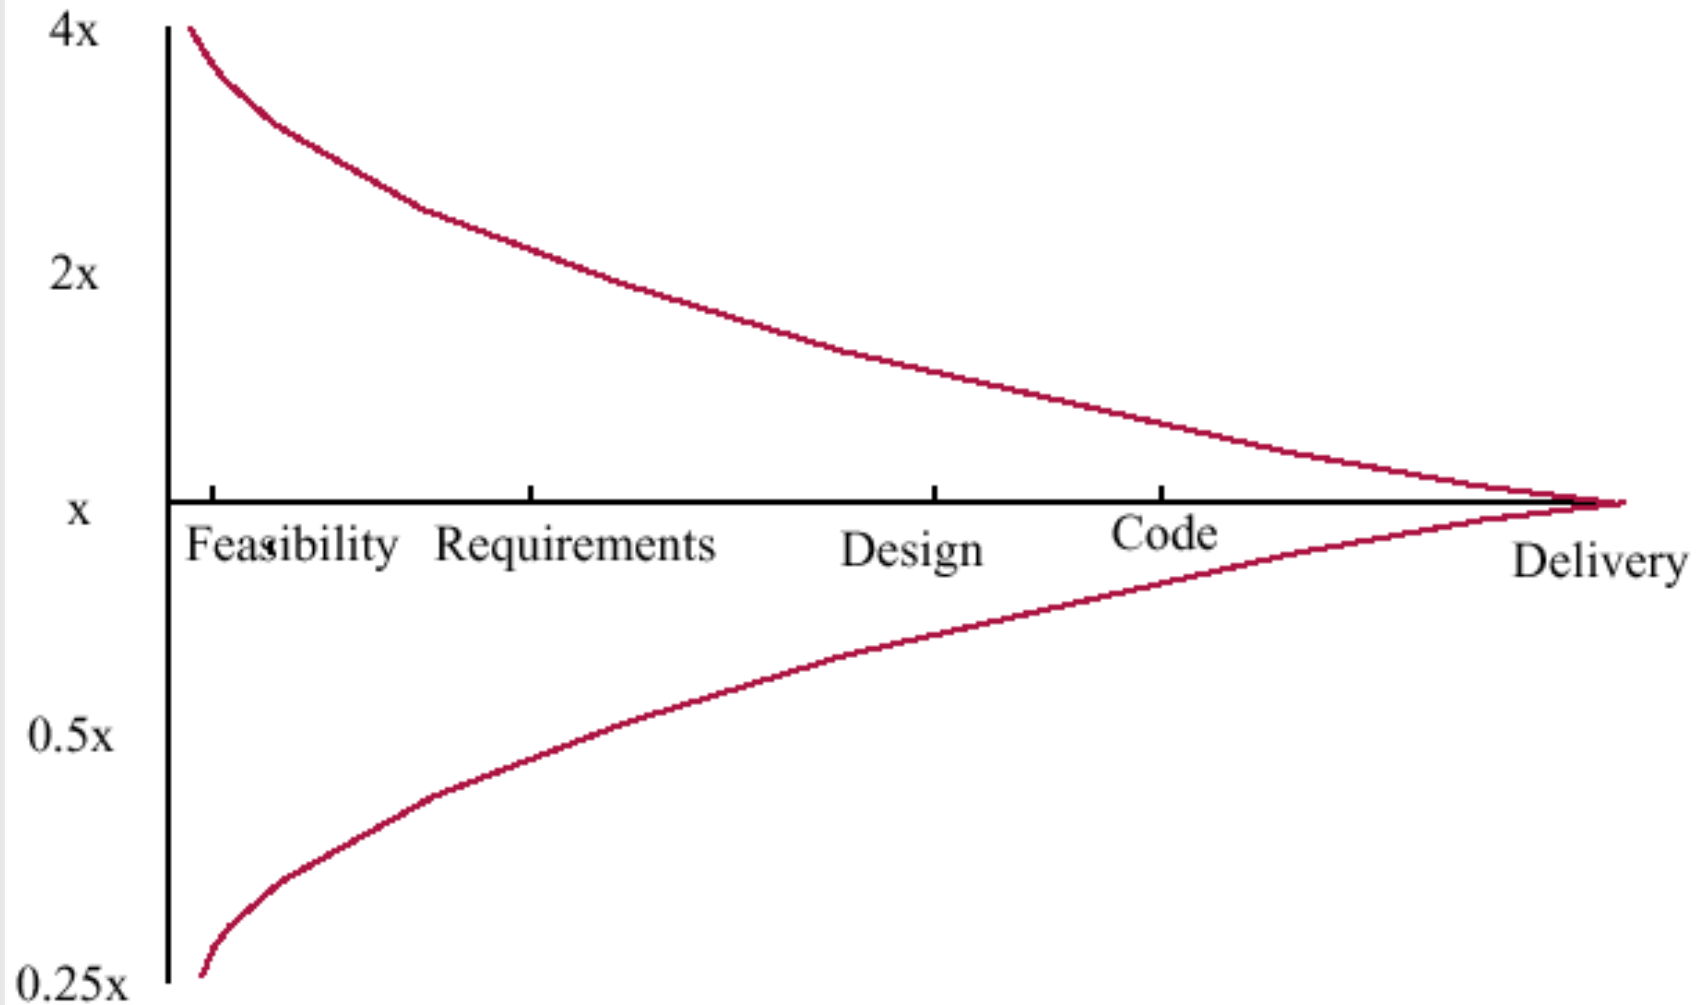 4x
2x
x
Feasibility Requirements Design Code Delivery
0.5x
0.25x